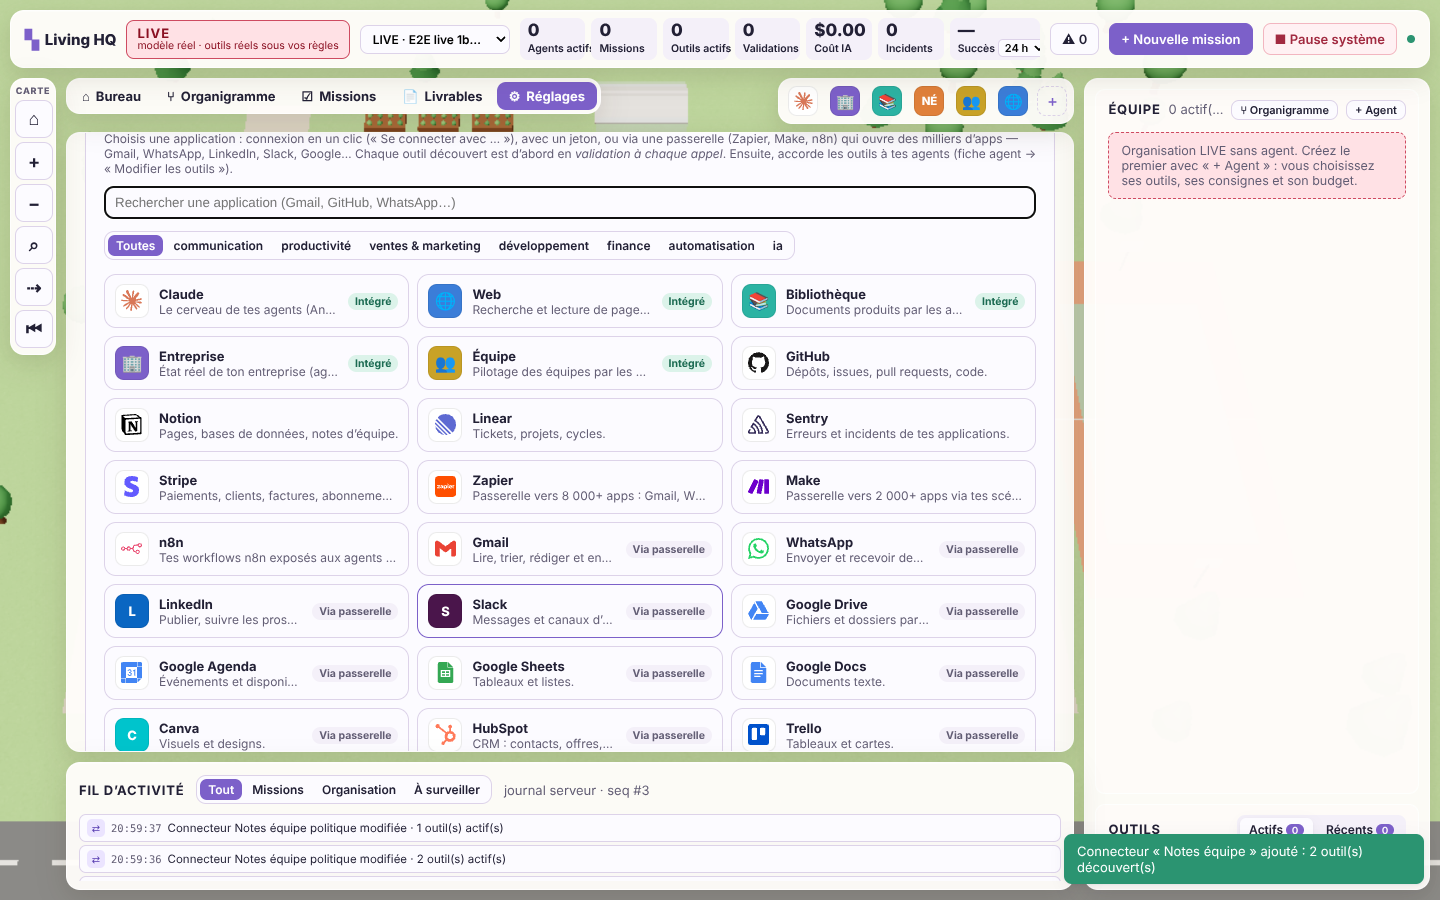 Living HQ
LIVE
modèle réel · outils réels sous vos règles
LIVE · E2E live 1b...
0
Agents actifs
0
Missions
0
Outils actifs
0
Validations
$0.00
Coût IA
0
Incidents
—
Succès 24 h
0
+ Nouvelle mission
Pause système
CARTE
Bureau
Organigramme
Missions
Livrables
Réglages
NÉ
+
Choisis une application : connexion en un clic (« Se connecter avec … »), avec un jeton, ou via une passerelle (Zapier, Make, n8n) qui ouvre des milliers d’apps —
Gmail, WhatsApp, LinkedIn, Slack, Google… Chaque outil découvert est d’abord en validation à chaque appel. Ensuite, accorde les outils à tes agents (fiche agent →
« Modifier les outils »).
Rechercher une application (Gmail, GitHub, WhatsApp…)
Toutes communication productivité ventes & marketing développement finance automatisation ia
Claude
Le cerveau de tes agents (An...
Intégré
Web
Recherche et lecture de page...
Intégré
Bibliothèque
Documents produits par les a...
Intégré
Entreprise
État réel de ton entreprise (ag...
Intégré
Équipe
Pilotage des équipes par les ...
Intégré
GitHub
Dépôts, issues, pull requests, code.
Notion
Pages, bases de données, notes d’équipe.
Linear
Tickets, projets, cycles.
Sentry
Erreurs et incidents de tes applications.
Stripe
Paiements, clients, factures, abonneme...
zapier
Zapier
Passerelle vers 8 000+ apps : Gmail, W...
Make
Passerelle vers 2 000+ apps via tes scé...
n8n
Tes workflows n8n exposés aux agents ...
Gmail
Lire, trier, rédiger et en...
Via passerelle
WhatsApp
Envoyer et recevoir de...
Via passerelle
L
LinkedIn
Publier, suivre les pros...
Via passerelle
S
Slack
Messages et canaux d’...
Via passerelle
Google Drive
Fichiers et dossiers par...
Via passerelle
31
Google Agenda
Événements et disponi...
Via passerelle
Google Sheets
Tableaux et listes.
Via passerelle
Google Docs
Documents texte.
Via passerelle
C
Canva
Visuels et designs.
Via passerelle
HubSpot
CRM : contacts, offres,...
Via passerelle
Trello
Tableaux et cartes.
Via passerelle
FIL D’ACTIVITÉ
Tout Missions Organisation À surveiller
journal serveur · seq #3
20:59:37 Connecteur Notes équipe politique modifiée · 1 outil(s) actif(s)
20:59:36 Connecteur Notes équipe politique modifiée · 2 outil(s) actif(s)
ÉQUIPE 0 actif(...
Organigramme
+ Agent
Organisation LIVE sans agent. Créez le
premier avec « + Agent » : vous choisissez
ses outils, ses consignes et son budget.
OUTILS
Actifs 0
Récents 0
Connecteur « Notes équipe » ajouté : 2 outil(s)
découvert(s)